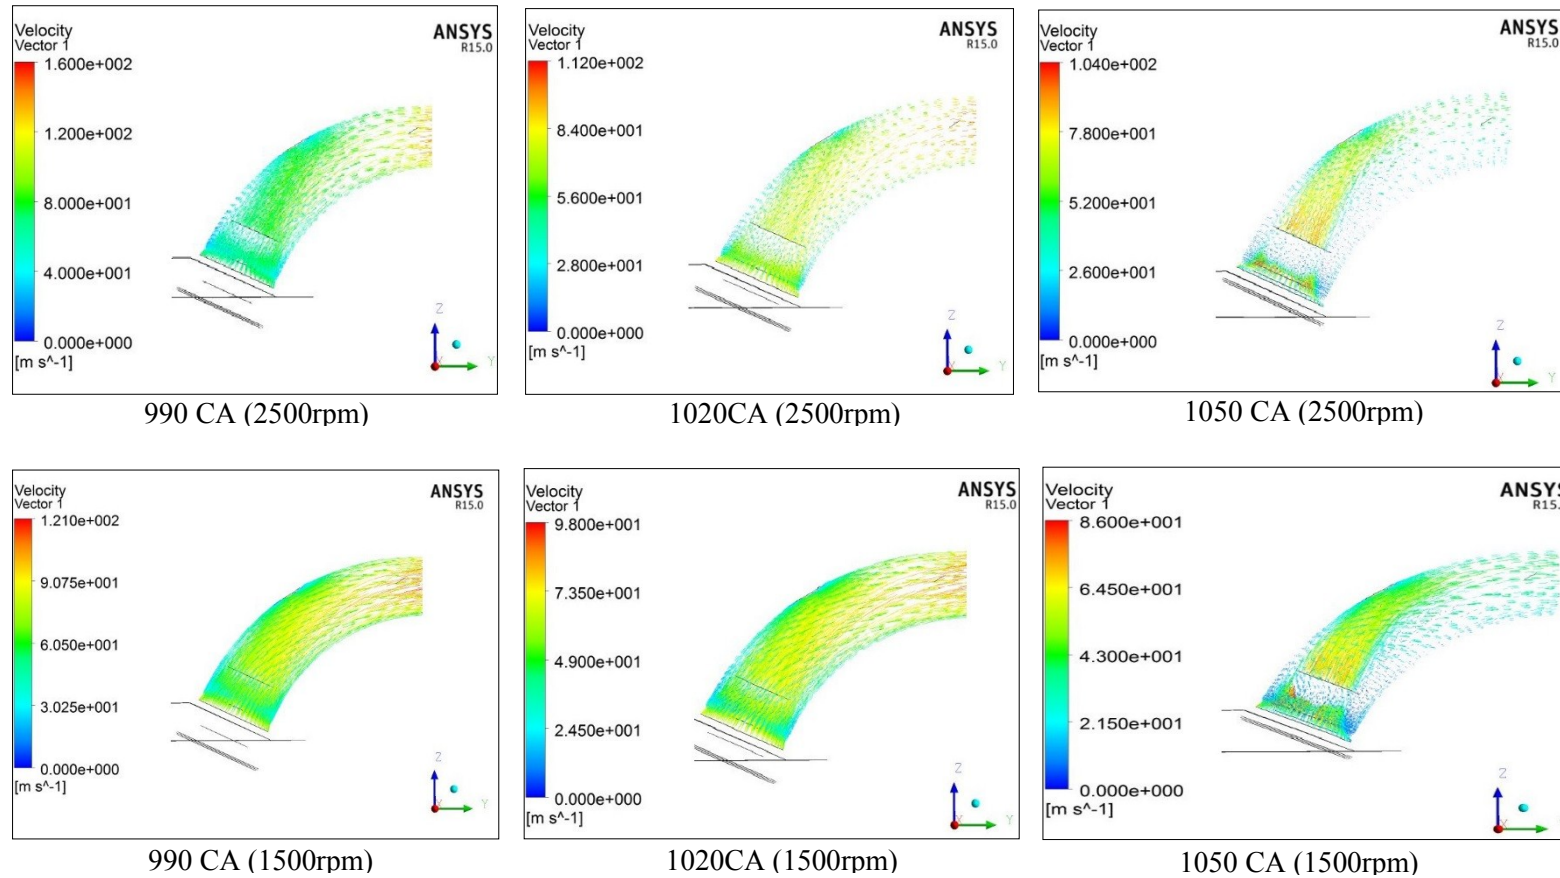 Velocity
Vector 1
ANSYS
R15.0
1.600e+002
1.200e+002
8.000e+001
4.000e+001
0.000e+000
[m s^-1]
Z
Y
X
990 CA (2500rpm)
Velocity
Vector 1
ANSYS
R15.0
1.120e+002
8.400e+001
5.600e+001
2.800e+001
0.000e+000
[m s^-1]
Z
Y
X
1020CA (2500rpm)
Velocity
Vector 1
ANSYS
R15.0
1.040e+002
7.800e+001
5.200e+001
2.600e+001
0.000e+000
[m s^-1]
Z
X
1050 CA (2500rpm)
Velocity
Vector 1
ANSYS
R15.0
1.210e+002
9.075e+001
6.050e+001
3.025e+001
0.000e+000
[m s^-1]
Z
Y
X
990 CA (1500rpm)
Velocity
Vector 1
ANSYS
R15.0
9.800e+001
7.350e+001
4.900e+001
2.450e+001
0.000e+000
[m s^-1]
Z
Y
X
1020CA (1500rpm)
Velocity
Vector 1
ANSYS
R15.
8.600e+001
6.450e+001
4.300e+001
2.150e+001
0.000e+000
[m s^-1]
Z
X
1050 CA (1500rpm)